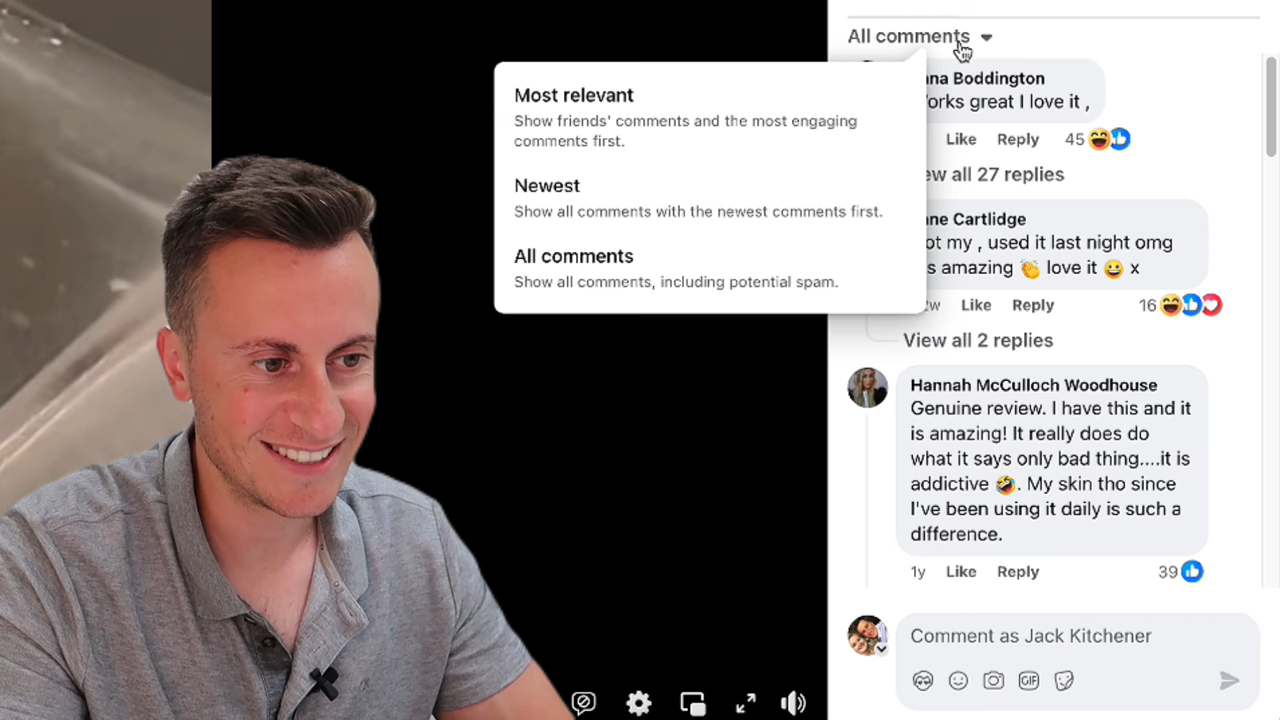 All comments
Most relevant
Show friends' comments and the most engaging
comments first.
Newest
Show all comments with the newest comments first.
All comments
Show all comments, including potential spam.
Boddington
great I love it ,
Like Reply 45
all 27 replies
Cartlidge
my , used it last night omg
amazing 👏 love it 😀 x
Like Reply 16
View all 2 replies
Hannah McCulloch Woodhouse
Genuine review. I have this and it
is amazing! It really does do
what it says only bad thing....it is
addictive 🤣. My skin tho since
I've been using it daily is such a
difference.
1y Like Reply 39
Comment as Jack Kitchener
GIF